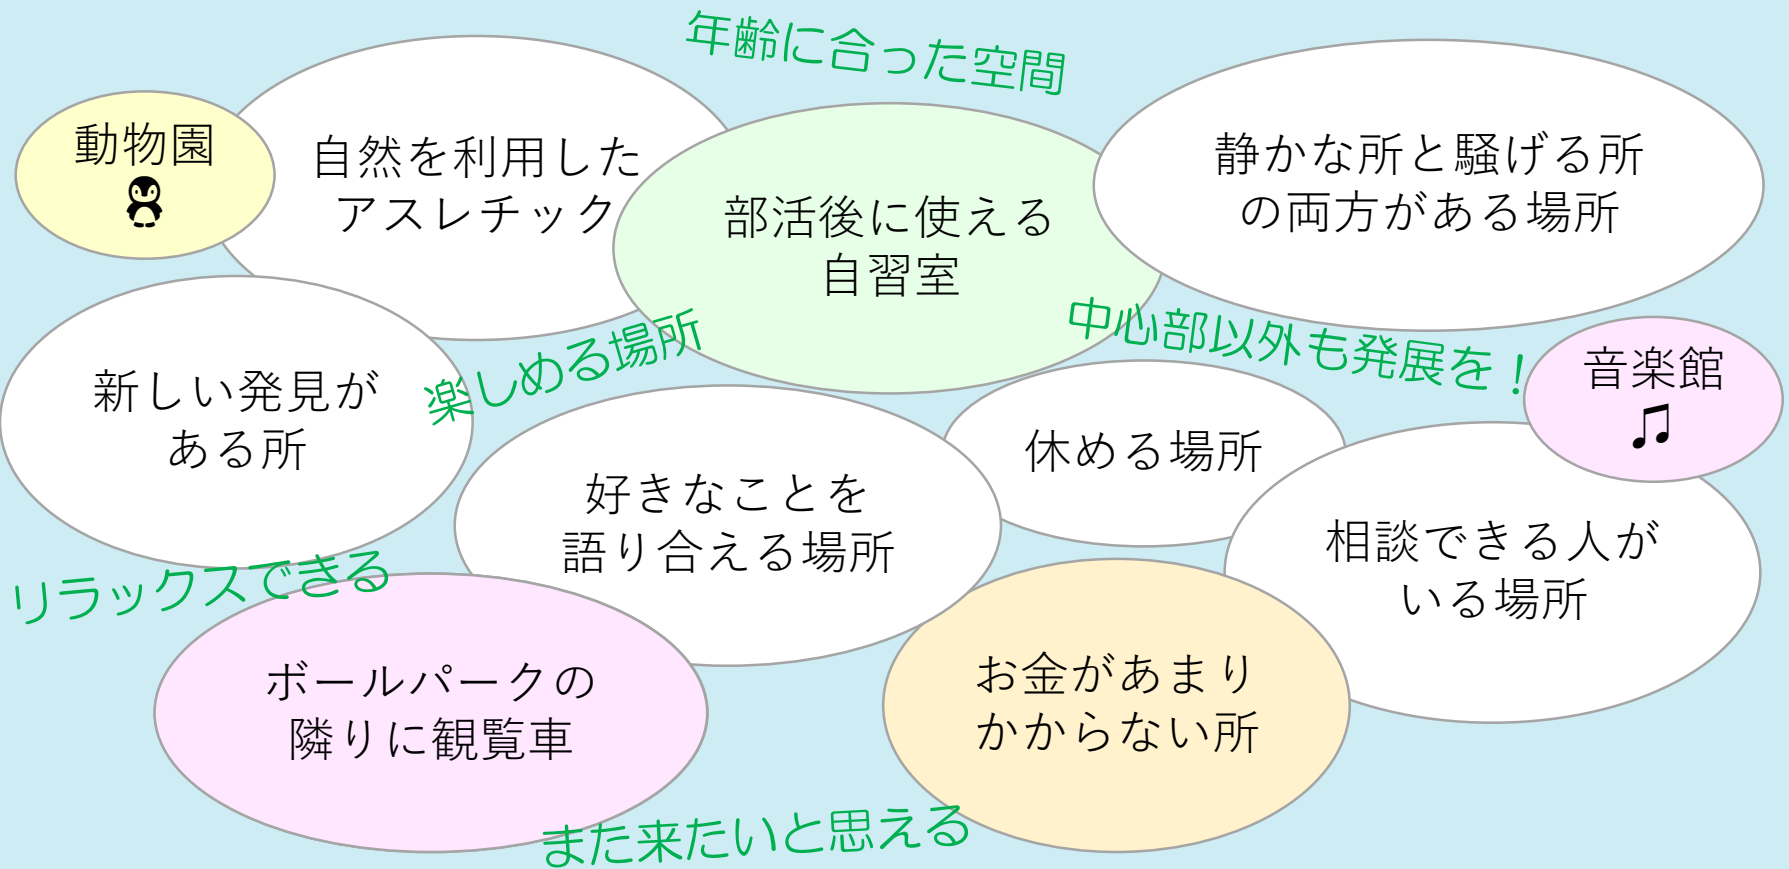 年齢に合った空間
動物園
自然を利用した
アスレチック
部活後に使える
自習室
静かな所と騒げる所
の両方がある場所
新しい発見が
ある所
楽しめる場所
中心部以外も発展を！
音楽館
好きなことを
語り合える場所
休める場所
相談できる人が
いる場所
リラックスできる
ボールパークの
隣りに観覧車
お金があまり
かからない所
また来たいと思える